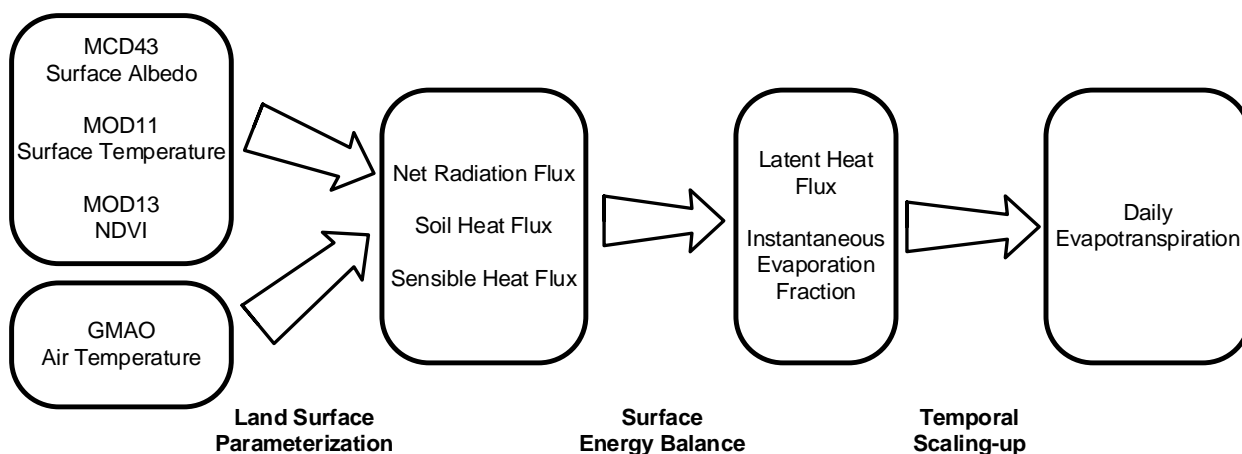 MCD43
Surface Albedo
MOD11
Surface Temperature
MOD13
NDVI
GMAO
Air Temperature
Net Radiation Flux
Soil Heat Flux
Sensible Heat Flux
Latent Heat
Flux
Instantaneous
Evaporation
Fraction
Daily
Evapotranspiration
Land Surface
Parameterization
Surface
Energy Balance
Temporal
Scaling-up